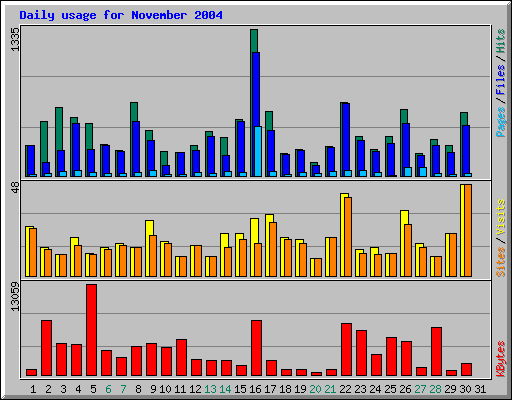 Daily usage for November 2004
1335
Pages / Files / Hits
48
Sites / Visits
13059
KBytes
1 2 3 4 5 6 7 8 9 10 11 12 13 14 15 16 17 18 19 20 21 22 23 24 25 26 27 28 29 30 31